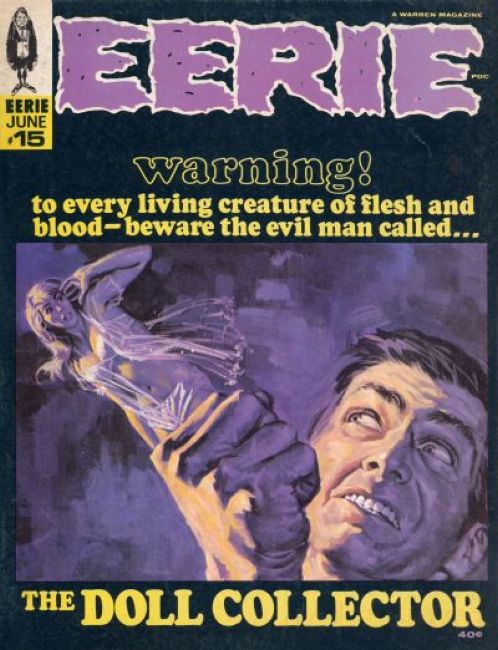 A WARREN MAGAZINE
EERIE
PDC
EERIE
JUNE
#15
warning!
to every living creature of flesh and
blood—beware the evil man called...
THE DOLL COLLECTOR
40¢